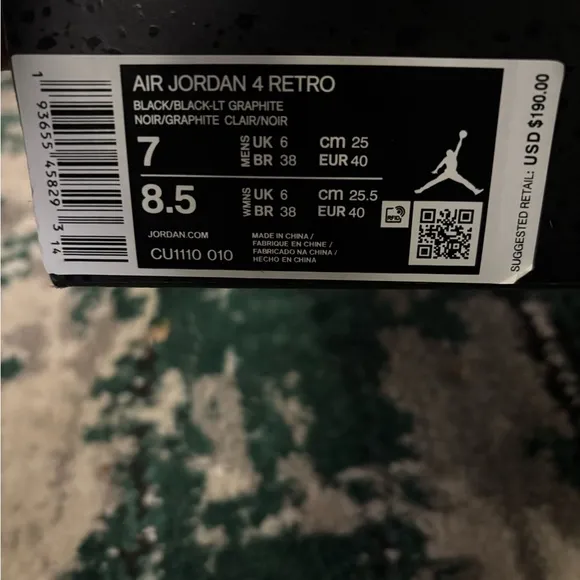 AIR JORDAN 4 RETRO
BLACK/BLACK-LT GRAPHITE
NOIR/GRAPHITE CLAIR/NOIR
7 MENS UK 6 CM 25
BR 38 EUR 40
8.5 WMNS UK 6 CM 25.5
BR 38 EUR 40
JORDAN.COM
CU1110 010
MADE IN CHINA /
FABRIQUE EN CHINE /
FABRICADO NA CHINA /
HECHO EN CHINA
SUGGESTED RETAIL: USD $190.00
1 93655 45829 3 14